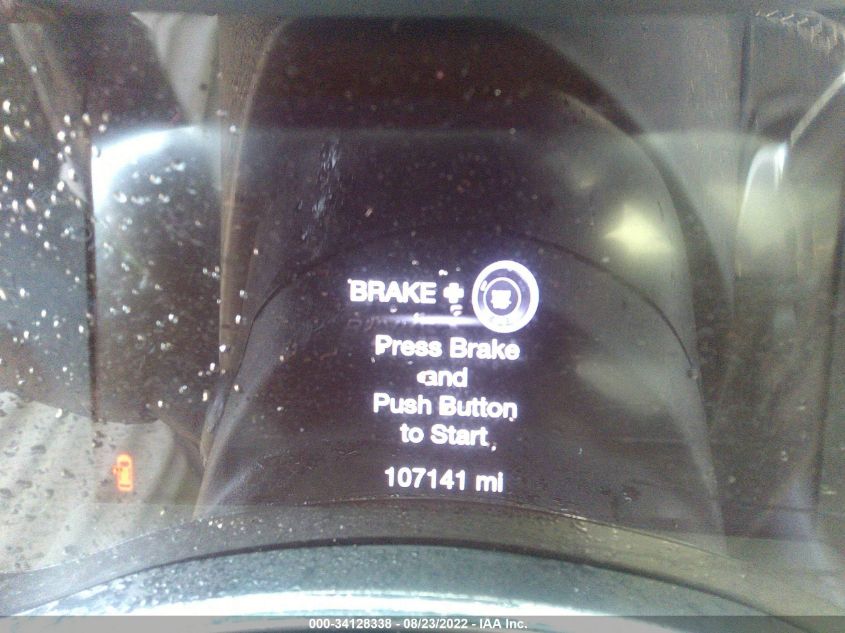 BRAKE +
Press Brake
and
Push Button
to Start
107141 mi
000-34128338 - 08/23/2022 - IAA Inc.